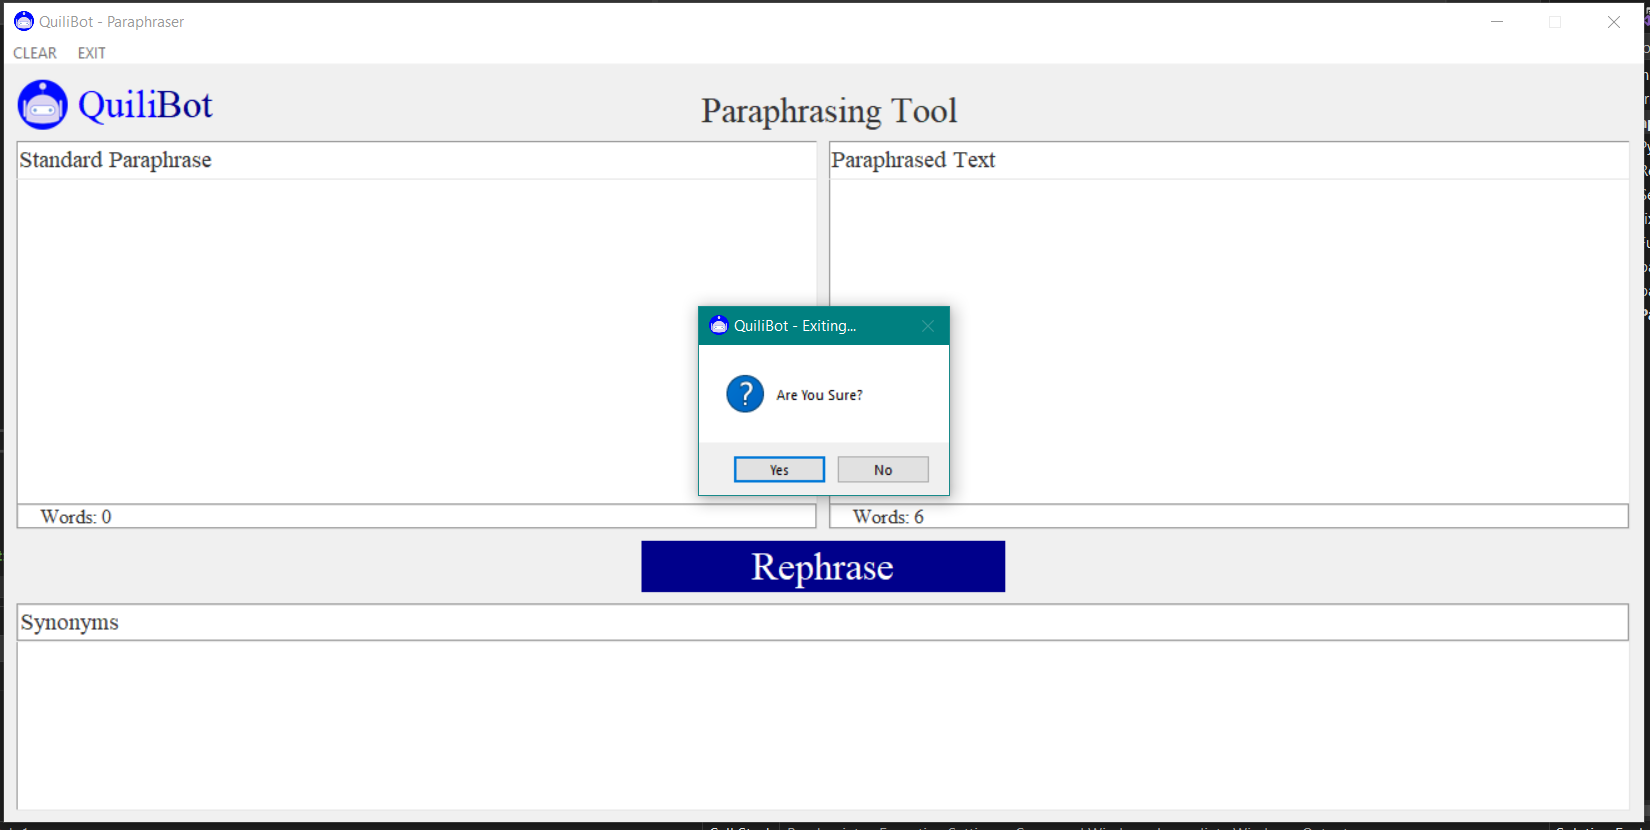 QuiliBot - Paraphraser
CLEAR EXIT
QuiliBot
Paraphrasing Tool
Standard Paraphrase
Paraphrased Text
QuiliBot - Exiting...
? Are You Sure?
Yes No
Words: 0
Words: 6
Rephrase
Synonyms